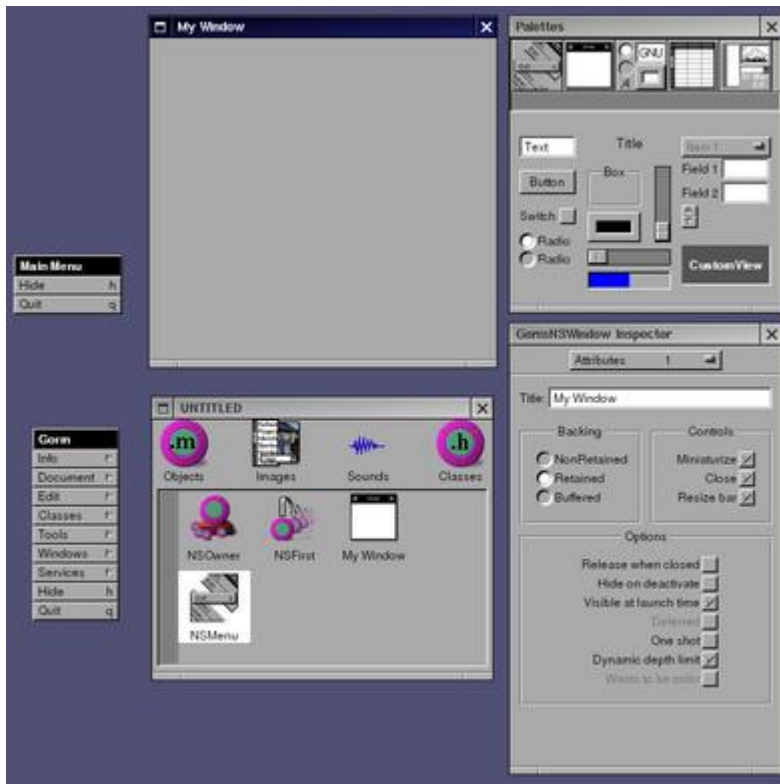 My Window
Palettes
GNU
Text
Title
Item 1
Button
Box
Field 1
Field 2
Switch
Radio
Radio
CustomView
Main Menu
Hide h
Quit q
GormNSWindow Inspector
Attributes 1
Title: My Window
Backing
Controls
NonRetained
Retained
Buffered
Miniaturize
Close
Resize bar
Options
Release when closed
Hide on deactivate
Visible at launch time
Deferred
One shot
Dynamic depth limit
Wants to be color
UNTITLED
.m
.h
Objects
Images
Sounds
Classes
NSOwner
NSFirst
My Window
NSMenu
Gorm
Info
Document
Edit
Classes
Tools
Windows
Services
Hide h
Quit q